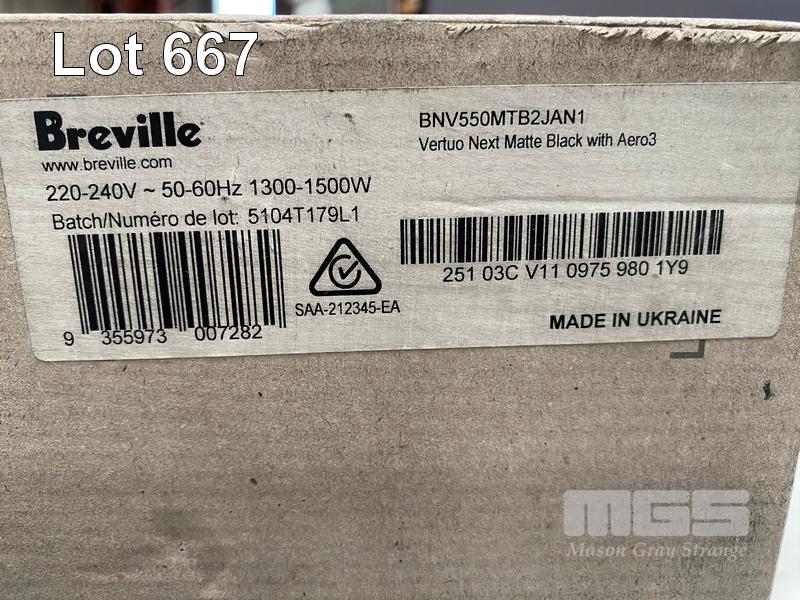 Lot 667
Breville
www.breville.com
220-240V ~ 50-60Hz 1300-1500W
Batch/Numéro de lot: 5104T179L1
9 355973 007282
SAA-212345-EA
BNV550MTB2JAN1
Vertuo Next Matte Black with Aero3
251 03C V11 0975 980 1Y9
MADE IN UKRAINE
MGS
Mason Gray Strange